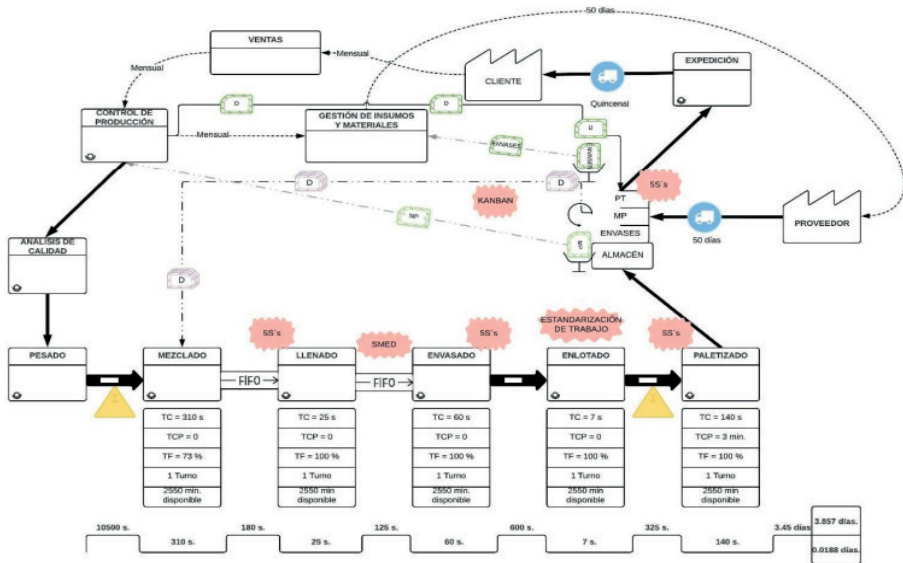 50 días
VENTAS
Mensual
Mensual
CLIENTE
Quincenal
EXPEDICIÓN
CONTROL DE
PRODUCCIÓN
D
D
GESTIÓN DE INSUMOS
Y MATERIALES
Mensual
D
ENVASES
ENVASES
5S´s
PT
MP
ENVASES
ALMACÉN
KANBAN
D
D
MP
MP
50 días
PROVEEDOR
ANALISIS DE
CALIDAD
D
5S´s
SMED
5S´s
ESTANDARIZACIÓN
DE TRABAJO
5S´s
PESADO
MEZCLADO
LLENADO
ENVASADO
ENLOTADO
PALETIZADO
FIFO
FIFO
I
I
TC = 310 s
TCP = 0
TF = 73 %
1 Turno
2550 min.
disponible
TC = 25 s
TCP = 0
TF = 100 %
1 Turno
2550 min.
disponible
TC = 60 s
TCP = 0
TF = 100 %
1 Turno
2550 min.
disponible
TC = 7 s
TCP = 0
TF = 100 %
1 Turno
2550 min.
disponible
TC = 140 s
TCP = 3 min.
TF = 100 %
1 Turno
2550 min.
disponible
10500 s.
180 s.
125 s.
600 s.
325 s.
3.45 días
3.857 días.
310 s.
25 s.
60 s.
7 s.
140 s.
0.0188 días.